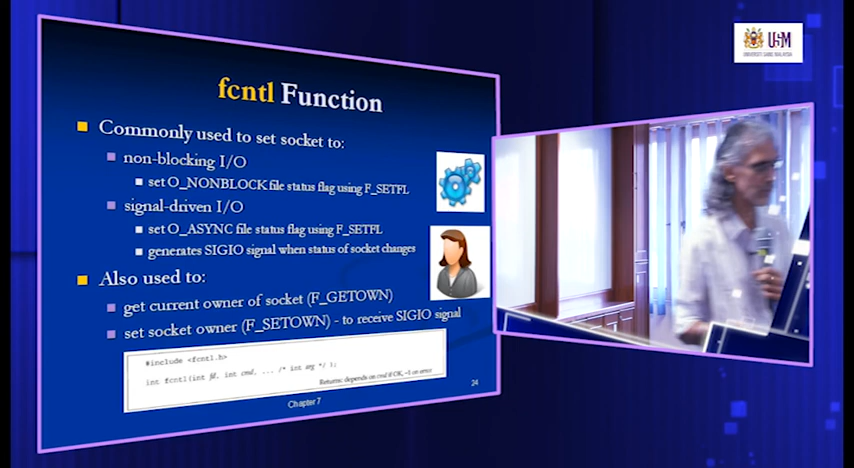 fcntl Function
Commonly used to set socket to:
non-blocking I/O
set O_NONBLOCK file status flag using F_SETFL
signal-driven I/O
set O_ASYNC file status flag using F_SETFL
generates SIGIO signal when status of socket changes
Also used to:
get current owner of socket (F_GETOWN)
set socket owner (F_SETOWN) - to receive SIGIO signal
#include <fcntl.h>
int fcntl(int fd, int cmd, ... /* int arg */ );
Returns: depends on cmd if OK, -1 on error
Chapter 7
24
USM
UNIVERSITI SAINS MALAYSIA